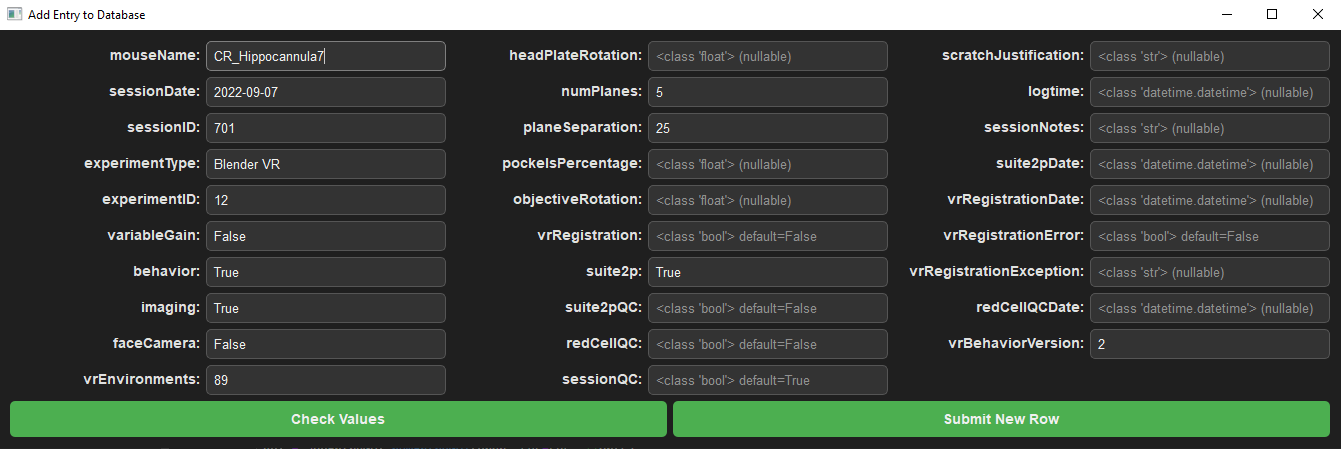 Add Entry to Database
mouseName: CR_Hippocannula7
sessionDate: 2022-09-07
sessionID: 701
experimentType: Blender VR
experimentID: 12
variableGain: False
behavior: True
imaging: True
faceCamera: False
vrEnvironments: 89
headPlateRotation: <class 'float'> (nullable)
numPlanes: 5
planeSeparation: 25
pockelsPercentage: <class 'float'> (nullable)
objectiveRotation: <class 'float'> (nullable)
vrRegistration: <class 'bool'> default=False
suite2p: True
suite2pQC: <class 'bool'> default=False
redCellQC: <class 'bool'> default=False
sessionQC: <class 'bool'> default=True
scratchJustification: <class 'str'> (nullable)
logtime: <class 'datetime.datetime'> (nullable)
sessionNotes: <class 'str'> (nullable)
suite2pDate: <class 'datetime.datetime'> (nullable)
vrRegistrationDate: <class 'datetime.datetime'> (nullable)
vrRegistrationError: <class 'bool'> default=False
vrRegistrationException: <class 'str'> (nullable)
redCellQCDate: <class 'datetime.datetime'> (nullable)
vrBehaviorVersion: 2
Check Values
Submit New Row